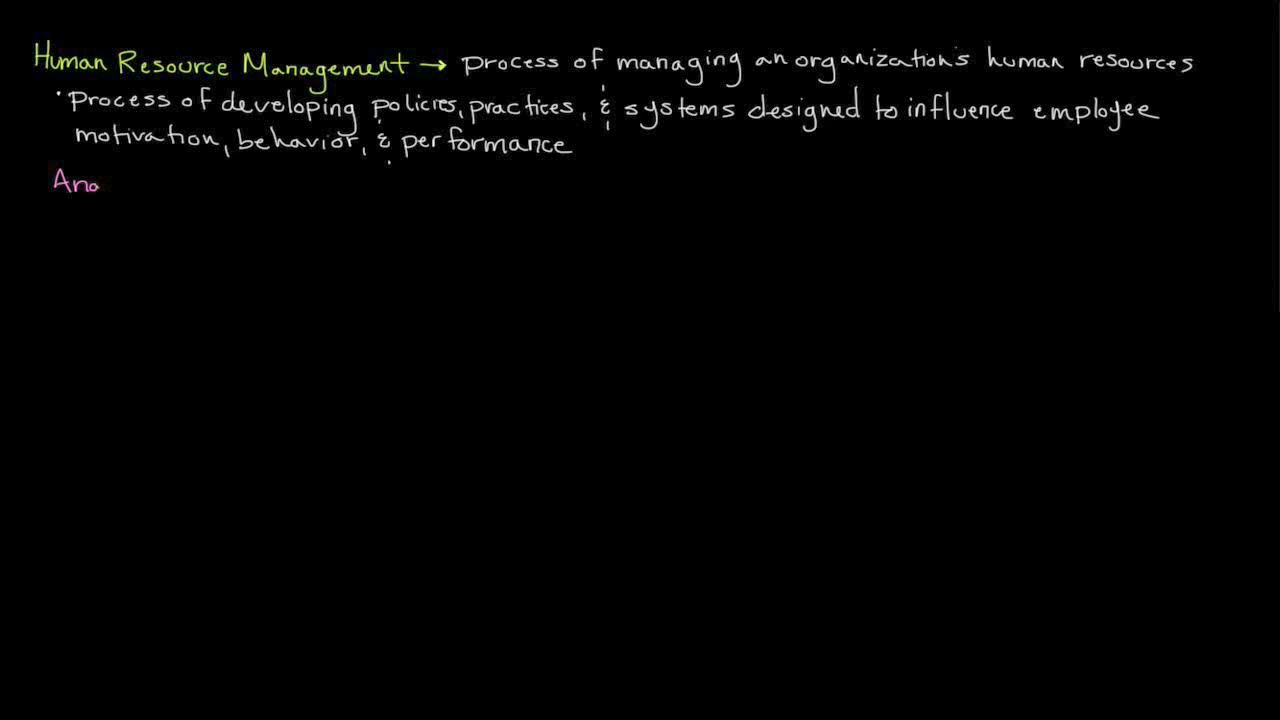 Human Resource Management → process of managing an organization's human resources
• Process of developing policies, practices, & systems designed to influence employee
motivation, behavior, & performance
Ana